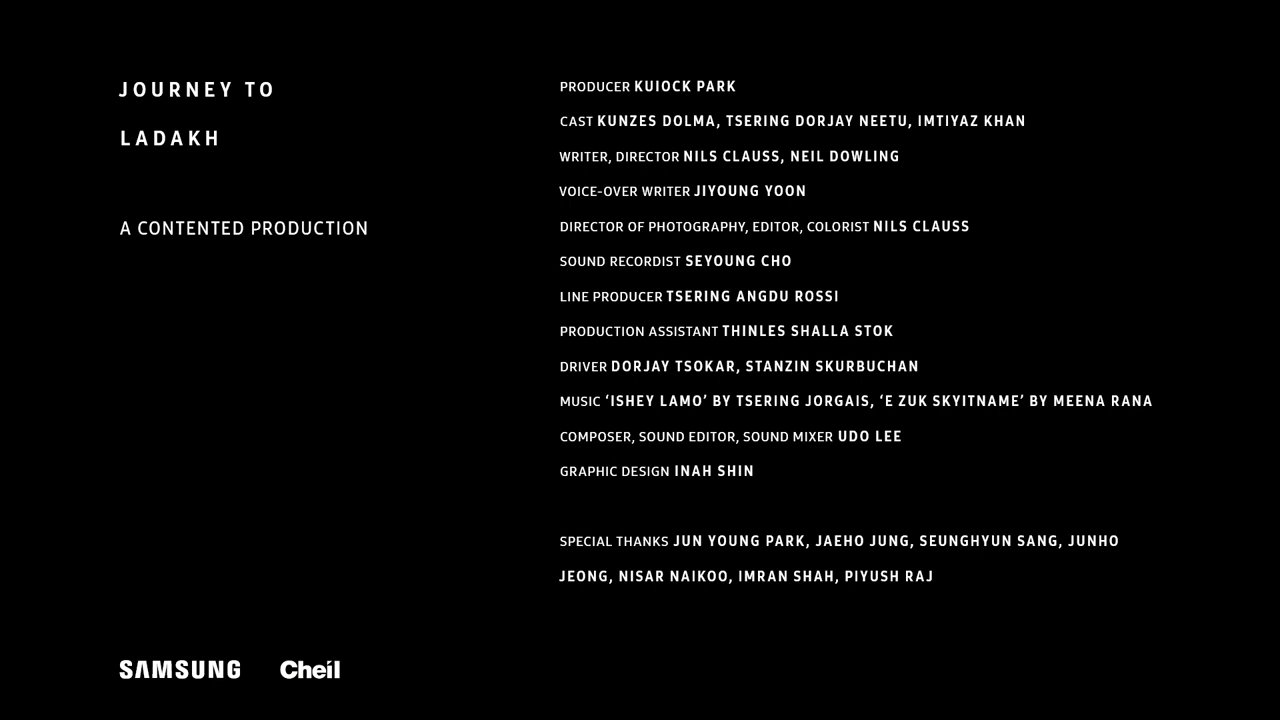 JOURNEY TO
LADAKH
A CONTENTED PRODUCTION
PRODUCER KUIOCK PARK
CAST KUNZES DOLMA, TSERING DORJAY NEETU, IMTIYAZ KHAN
WRITER, DIRECTOR NILS CLAUSS, NEIL DOWLING
VOICE-OVER WRITER JIYOUNG YOON
DIRECTOR OF PHOTOGRAPHY, EDITOR, COLORIST NILS CLAUSS
SOUND RECORDIST SEYOUNG CHO
LINE PRODUCER TSERING ANGDU ROSSI
PRODUCTION ASSISTANT THINLES SHALLA STOK
DRIVER DORJAY TSOKAR, STANZIN SKURBUCHAN
MUSIC ‘ISHEY LAMO’ BY TSERING JORGAIS, ‘E ZUK SKYITNAME’ BY MEENA RANA
COMPOSER, SOUND EDITOR, SOUND MIXER UDO LEE
GRAPHIC DESIGN INAH SHIN
SPECIAL THANKS JUN YOUNG PARK, JAEHO JUNG, SEUNGHYUN SANG, JUNHO
JEONG, NISAR NAIKOO, IMRAN SHAH, PIYUSH RAJ
SAMSUNG Cheil